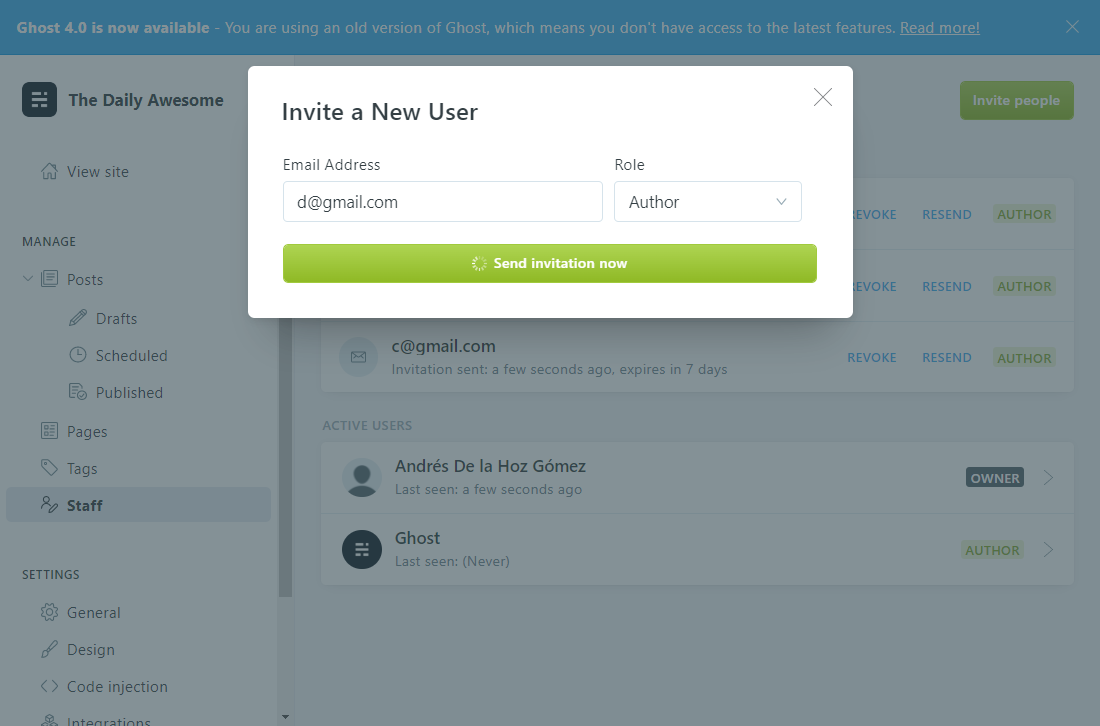 Ghost 4.0 is now available - You are using an old version of Ghost, which means you don't have access to the latest features. Read more!
The Daily Awesome
Invite people
View site
MANAGE
Posts
Drafts
Scheduled
Published
Pages
Tags
Staff
SETTINGS
General
Design
Code injection
Integrations
Invite a New User
Email Address
Role
d@gmail.com
Author
Send invitation now
REVOKE RESEND AUTHOR
REVOKE RESEND AUTHOR
c@gmail.com
Invitation sent: a few seconds ago, expires in 7 days
REVOKE RESEND AUTHOR
ACTIVE USERS
Andrés De la Hoz Gómez
Last seen: a few seconds ago
OWNER
Ghost
Last seen: (Never)
AUTHOR